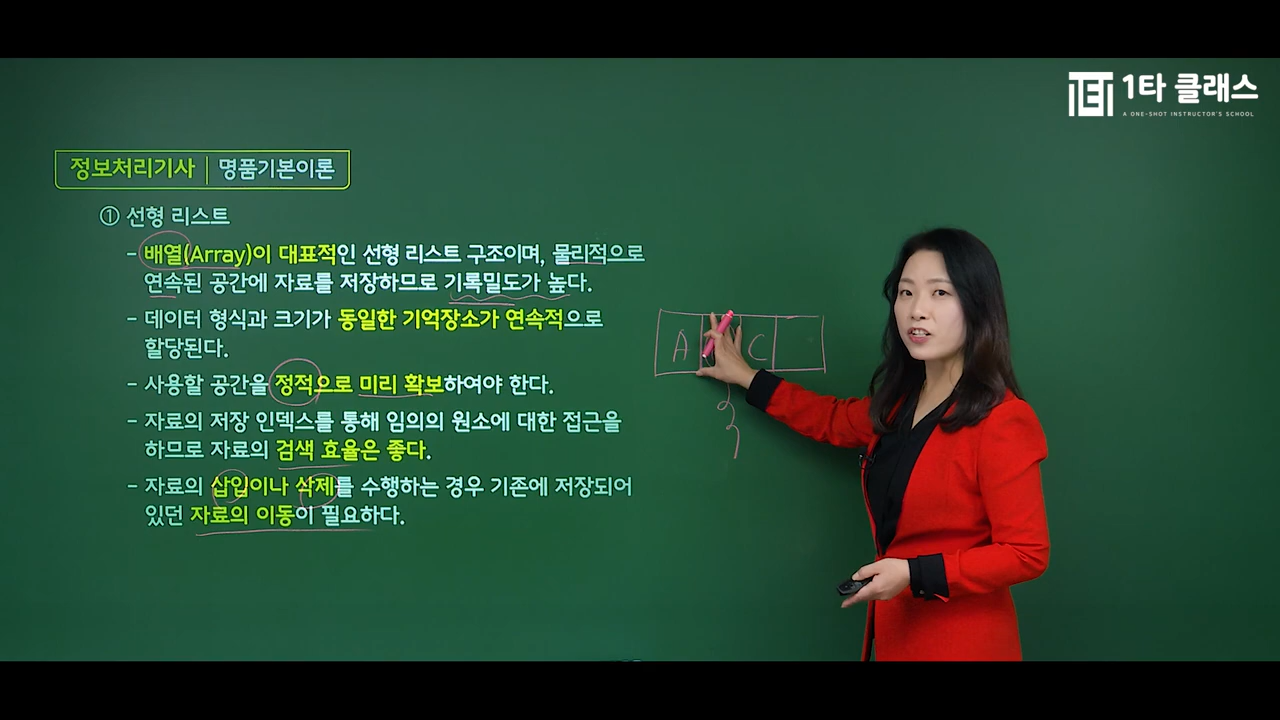 1타 클래스
A ONE-SHOT INSTRUCTOR'S SCHOOL
정보처리기사 | 명품기본이론
① 선형 리스트
- 배열(Array)이 대표적인 선형 리스트 구조이며, 물리적으로
연속된 공간에 자료를 저장하므로 기록밀도가 높다.
- 데이터 형식과 크기가 동일한 기억장소가 연속적으로
할당된다.
- 사용할 공간을 정적으로 미리 확보하여야 한다.
- 자료의 저장 인덱스를 통해 임의의 원소에 대한 접근을
하므로 자료의 검색 효율은 좋다.
- 자료의 삽입이나 삭제를 수행하는 경우 기존에 저장되어
있던 자료의 이동이 필요하다.
A C